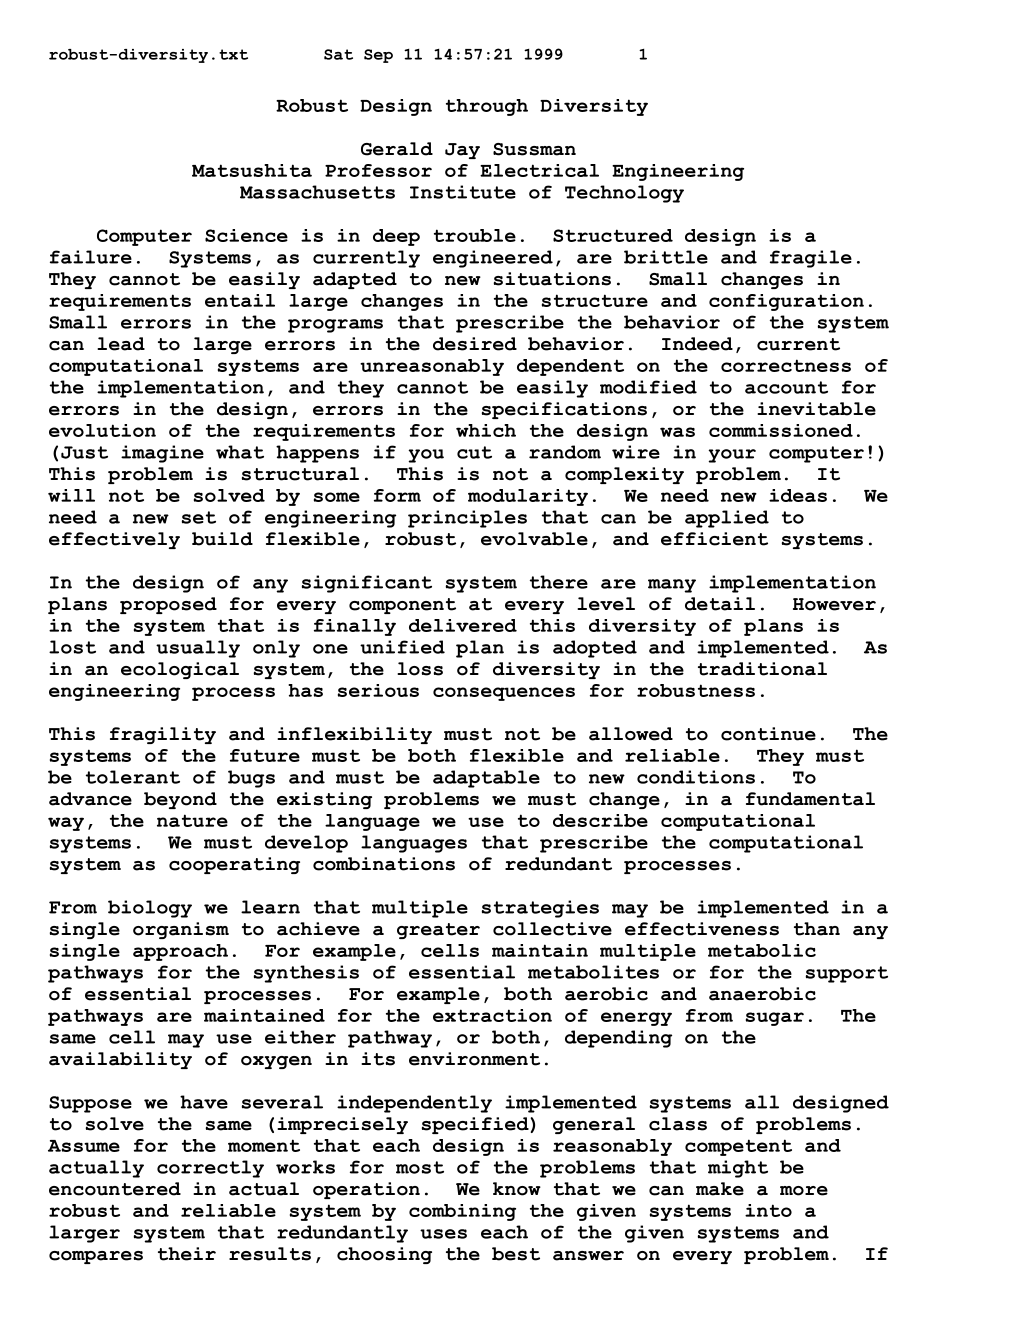 robust-diversity.txt Sat Sep 11 14:57:21 1999 1
Robust Design through Diversity
Gerald Jay Sussman
Matsushita Professor of Electrical Engineering
Massachusetts Institute of Technology
Computer Science is in deep trouble. Structured design is a
failure. Systems, as currently engineered, are brittle and fragile.
They cannot be easily adapted to new situations. Small changes in
requirements entail large changes in the structure and configuration.
Small errors in the programs that prescribe the behavior of the system
can lead to large errors in the desired behavior. Indeed, current
computational systems are unreasonably dependent on the correctness of
the implementation, and they cannot be easily modified to account for
errors in the design, errors in the specifications, or the inevitable
evolution of the requirements for which the design was commissioned.
(Just imagine what happens if you cut a random wire in your computer!)
This problem is structural. This is not a complexity problem. It
will not be solved by some form of modularity. We need new ideas. We
need a new set of engineering principles that can be applied to
effectively build flexible, robust, evolvable, and efficient systems.
In the design of any significant system there are many implementation
plans proposed for every component at every level of detail. However,
in the system that is finally delivered this diversity of plans is
lost and usually only one unified plan is adopted and implemented. As
in an ecological system, the loss of diversity in the traditional
engineering process has serious consequences for robustness.
This fragility and inflexibility must not be allowed to continue. The
systems of the future must be both flexible and reliable. They must
be tolerant of bugs and must be adaptable to new conditions. To
advance beyond the existing problems we must change, in a fundamental
way, the nature of the language we use to describe computational
systems. We must develop languages that prescribe the computational
system as cooperating combinations of redundant processes.
From biology we learn that multiple strategies may be implemented in a
single organism to achieve a greater collective effectiveness than any
single approach. For example, cells maintain multiple metabolic
pathways for the synthesis of essential metabolites or for the support
of essential processes. For example, both aerobic and anaerobic
pathways are maintained for the extraction of energy from sugar. The
same cell may use either pathway, or both, depending on the
availability of oxygen in its environment.
Suppose we have several independently implemented systems all designed
to solve the same (imprecisely specified) general class of problems.
Assume for the moment that each design is reasonably competent and
actually correctly works for most of the problems that might be
encountered in actual operation. We know that we can make a more
robust and reliable system by combining the given systems into a
larger system that redundantly uses each of the given systems and
compares their results, choosing the best answer on every problem. If